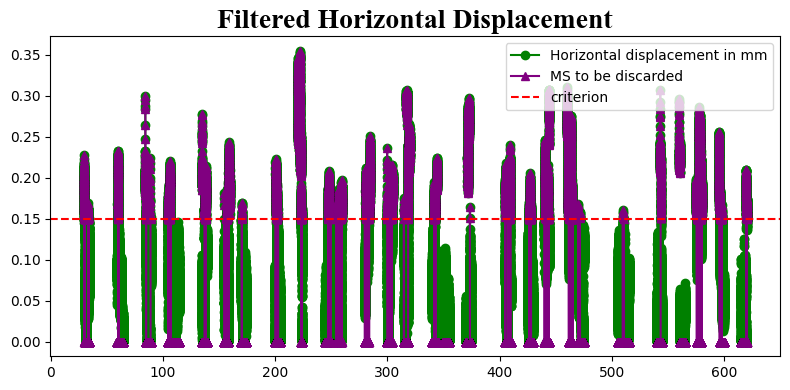 Filtered Horizontal Displacement
Horizontal displacement in mm
MS to be discarded
criterion
0.35
0.30
0.25
0.20
0.15
0.10
0.05
0.00
0 100 200 300 400 500 600